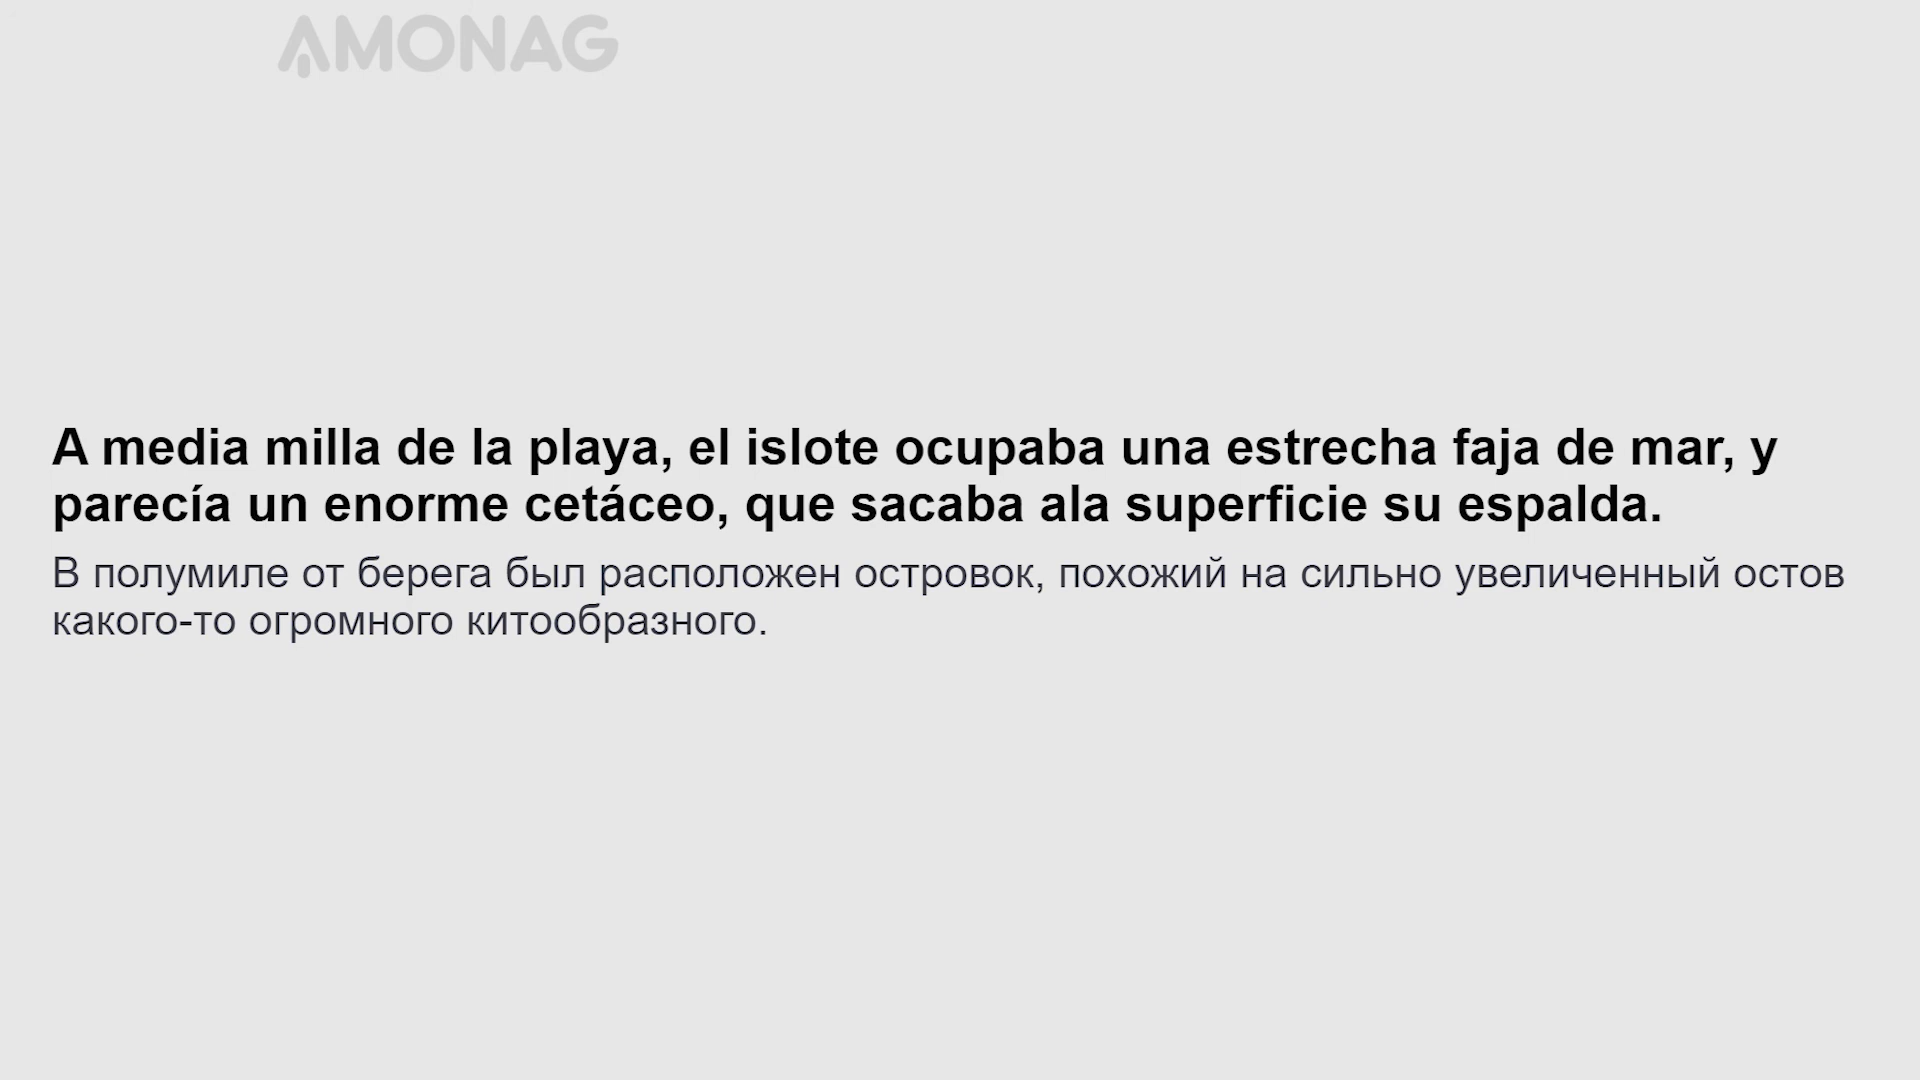 AMONAG
A media milla de la playa, el islote ocupaba una estrecha faja de mar, y
parecía un enorme cetáceo, que sacaba ala superficie su espalda.
В полумиле от берега был расположен островок, похожий на сильно увеличенный остов
какого-то огромного китообразного.